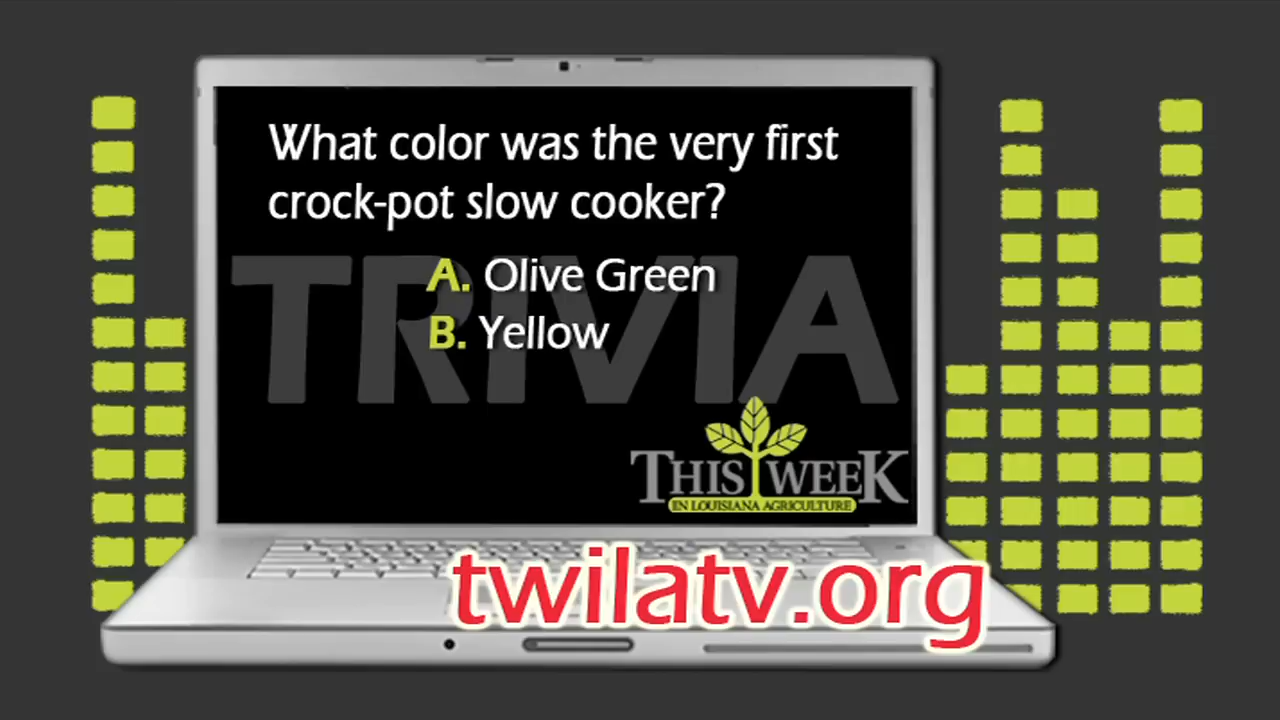 What color was the very first
crock-pot slow cooker?
TRIVIA
A. Olive Green
B. Yellow
THIS WEEK
IN LOUISIANA AGRICULTURE
twilatv.org